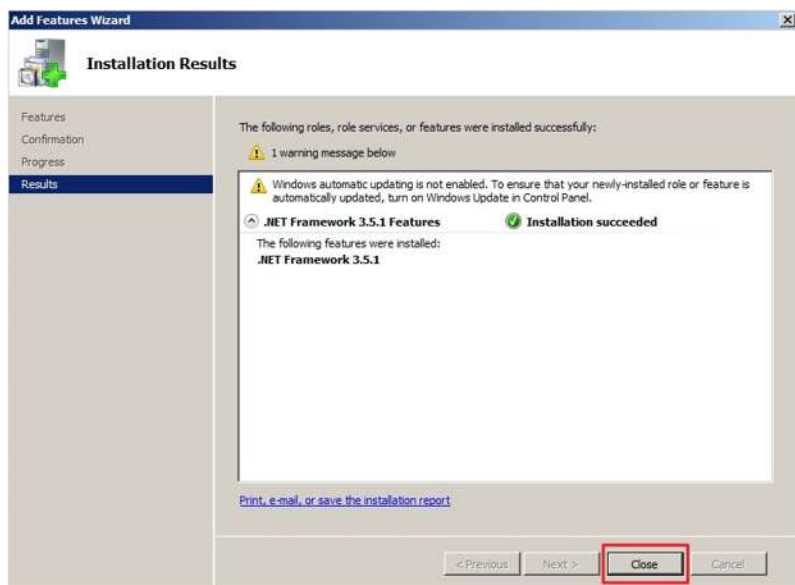 Add Features Wizard
Installation Results
Features
Confirmation
Progress
Results
The following roles, role services, or features were installed successfully:
1 warning message below
Windows automatic updating is not enabled. To ensure that your newly-installed role or feature is
automatically updated, turn on Windows Update in Control Panel.
.NET Framework 3.5.1 Features Installation succeeded
The following features were installed:
.NET Framework 3.5.1
Print, e-mail, or save the installation report
< Previous Next > Close Cancel